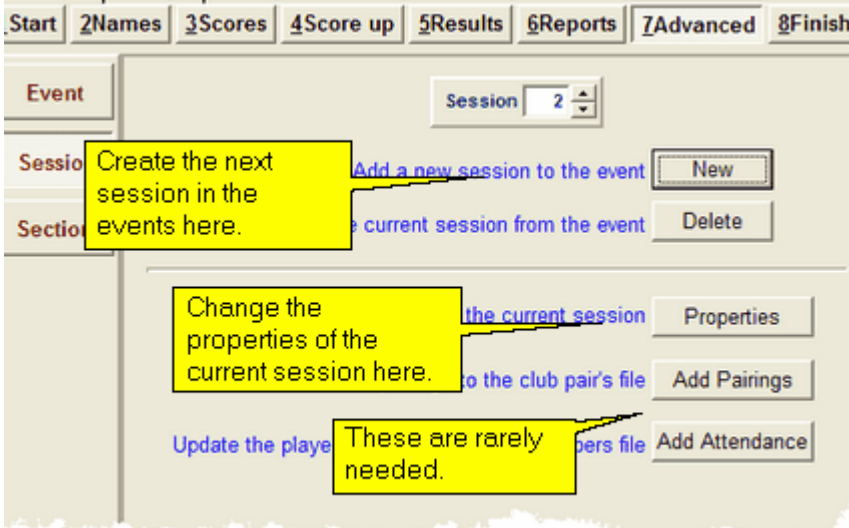 Start 2Names 3Scores 4Score up 5Results 6Reports 7Advanced 8Finish
Event
Session 2
Sessio
Create the next
session in the
events here.
Add a new session to the event New
Section
current session from the event Delete
Change the
properties of the
current session here.
the current session Properties
to the club pair's file Add Pairings
These are rarely
needed.
Update the playe
bers file Add Attendance